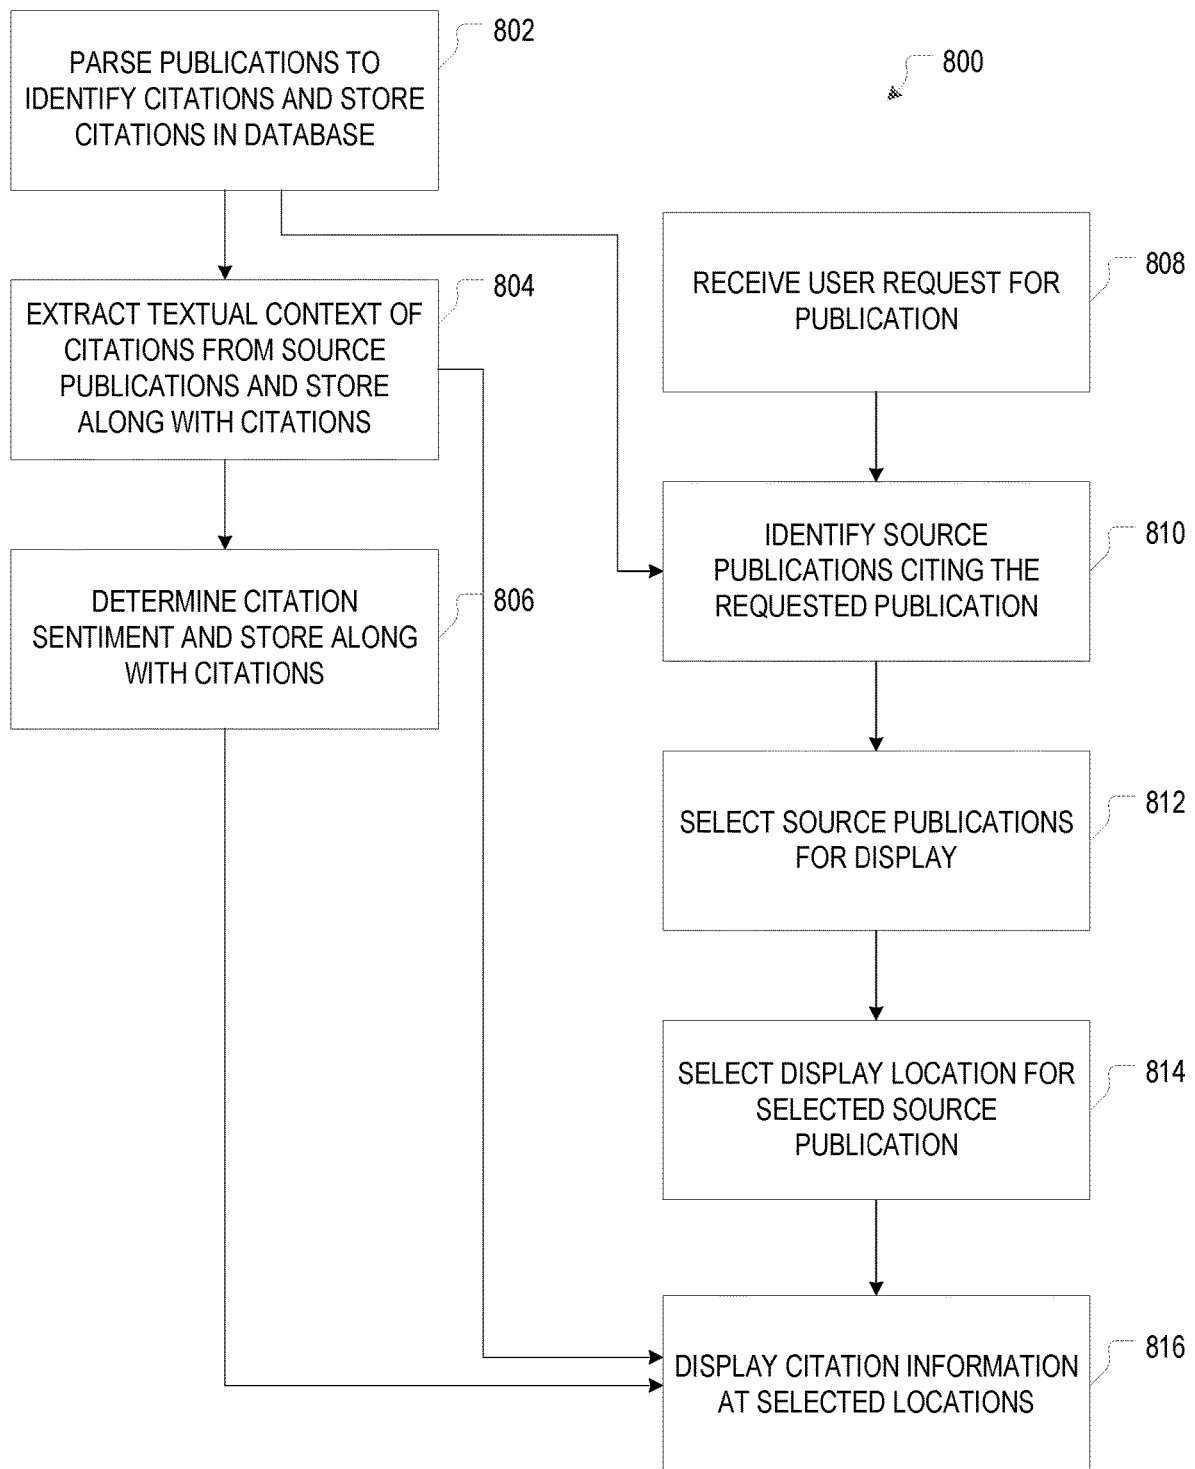 802
PARSE PUBLICATIONS TO
IDENTIFY CITATIONS AND STORE
CITATIONS IN DATABASE
800
804
EXTRACT TEXTUAL CONTEXT OF
CITATIONS FROM SOURCE
PUBLICATIONS AND STORE
ALONG WITH CITATIONS
806
DETERMINE CITATION
SENTIMENT AND STORE ALONG
WITH CITATIONS
808
RECEIVE USER REQUEST FOR
PUBLICATION
810
IDENTIFY SOURCE
PUBLICATIONS CITING THE
REQUESTED PUBLICATION
812
SELECT SOURCE PUBLICATIONS
FOR DISPLAY
814
SELECT DISPLAY LOCATION FOR
SELECTED SOURCE
PUBLICATION
816
DISPLAY CITATION INFORMATION
AT SELECTED LOCATIONS